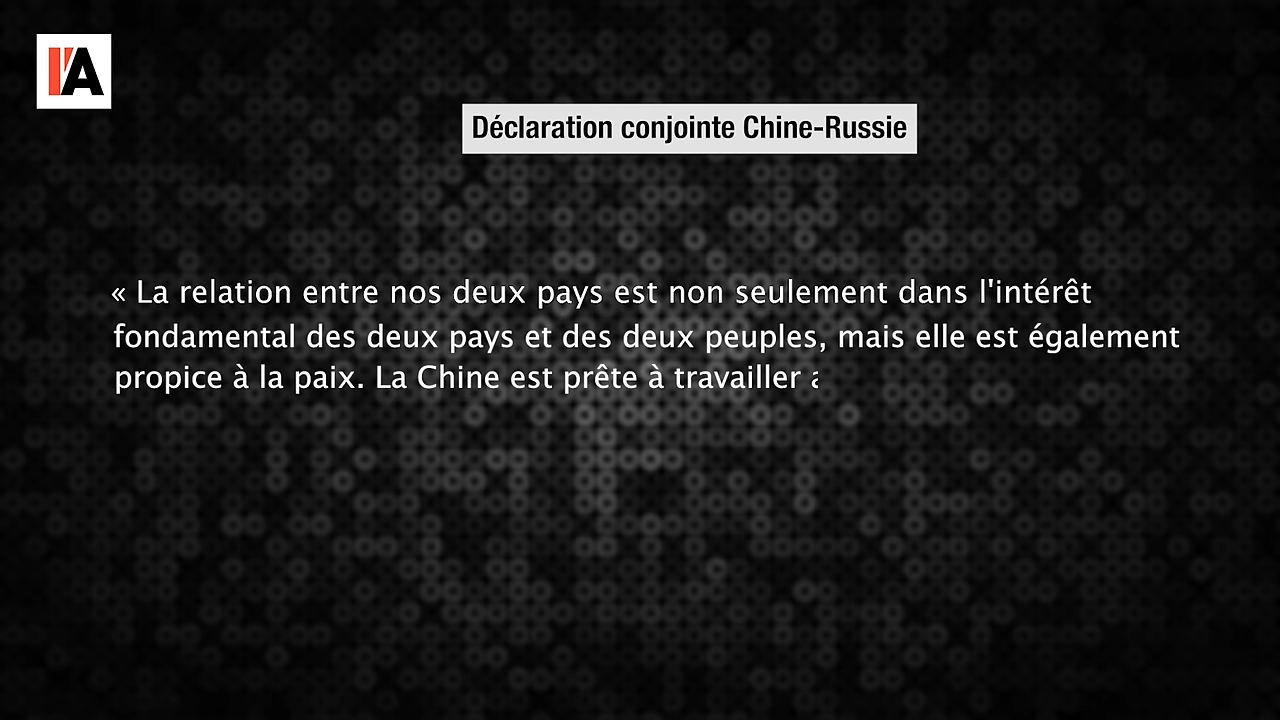 l'A
Déclaration conjointe Chine-Russie
« La relation entre nos deux pays est non seulement dans l'intérêt
fondamental des deux pays et des deux peuples, mais elle est également
propice à la paix. La Chine est prête à travailler